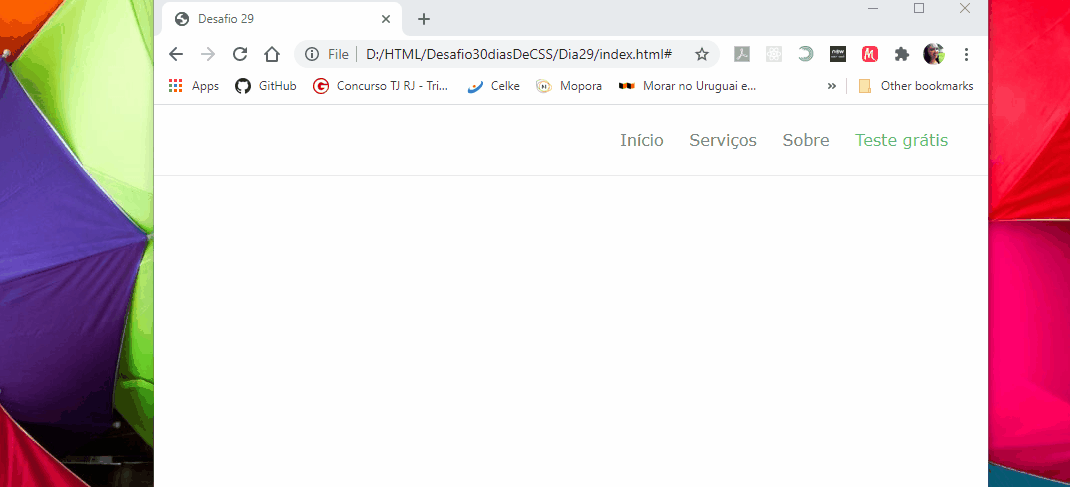 Desafio 29
File D:/HTML/Desafio30diasDeCSS/Dia29/index.html#
Apps GitHub Concurso TJ RJ - Tri... Celke Mopora Morar no Uruguai e... » Other bookmarks
Início Serviços Sobre Teste grátis